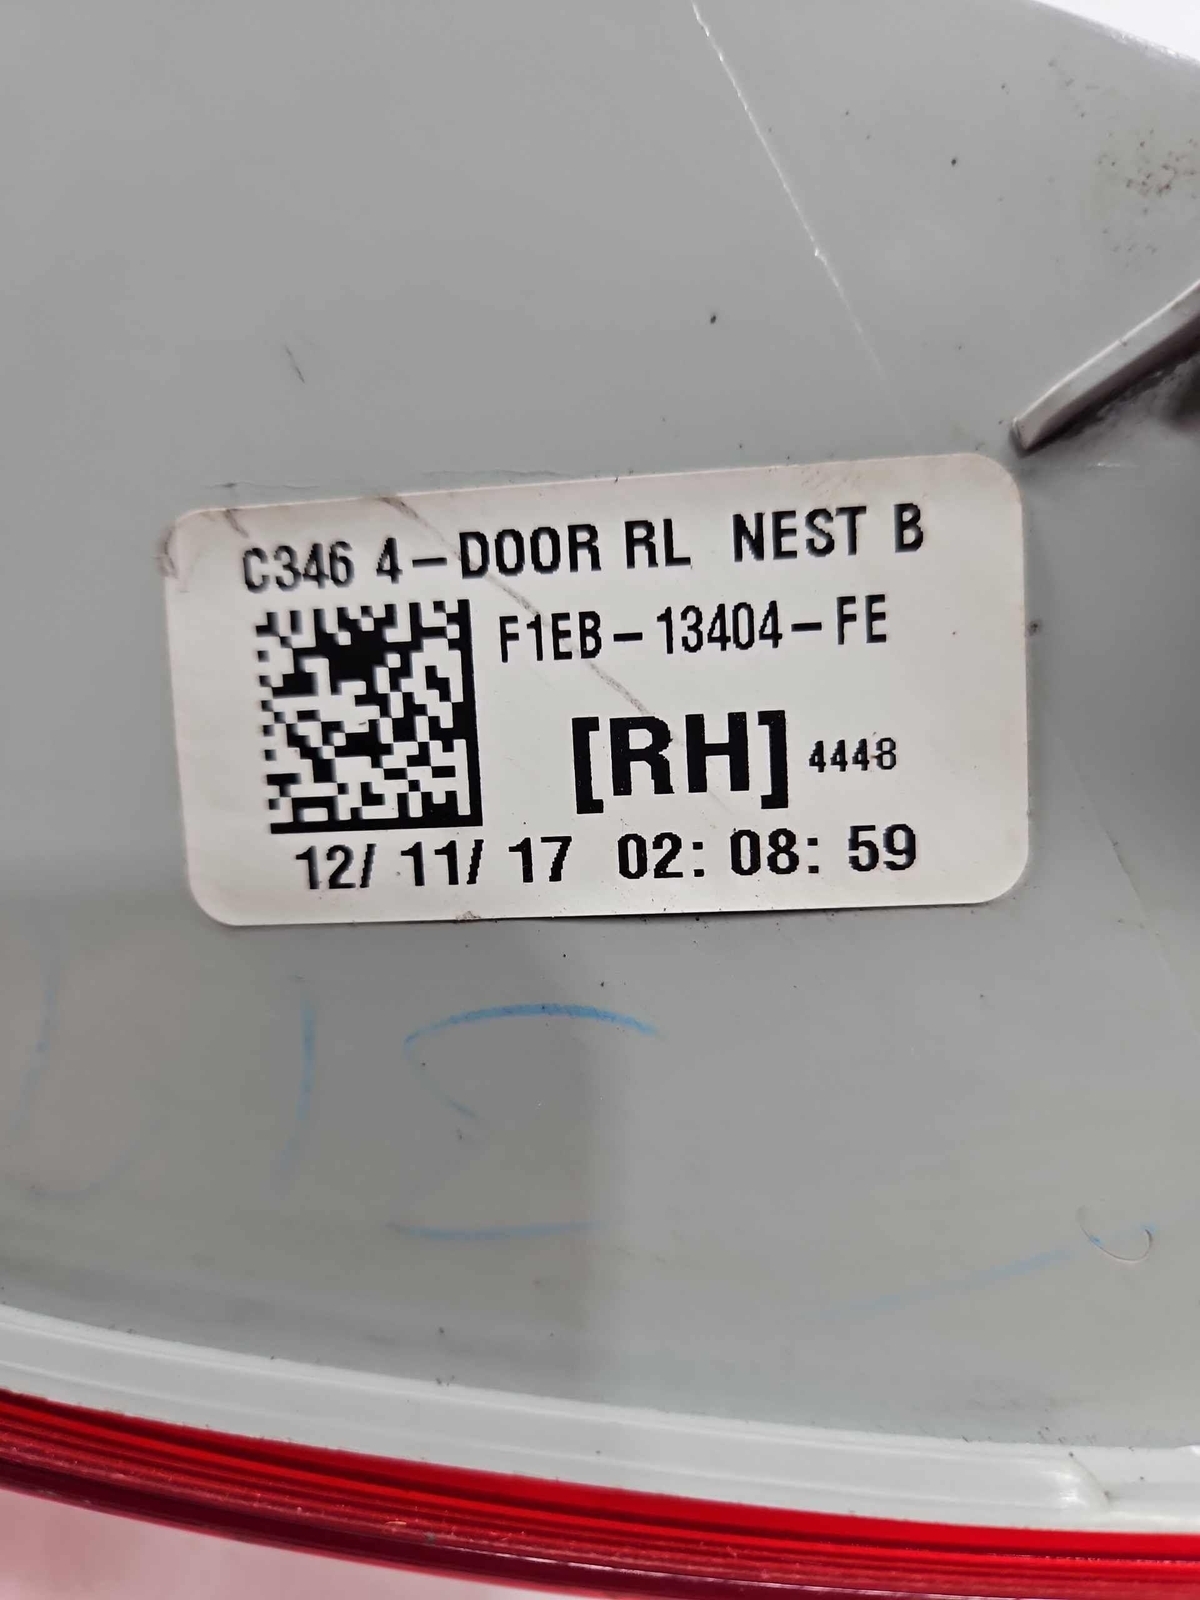 C346 4-DOOR RL NEST B
F1EB-13404-FE
[RH] 4448
12/ 11/ 17 02: 08: 59